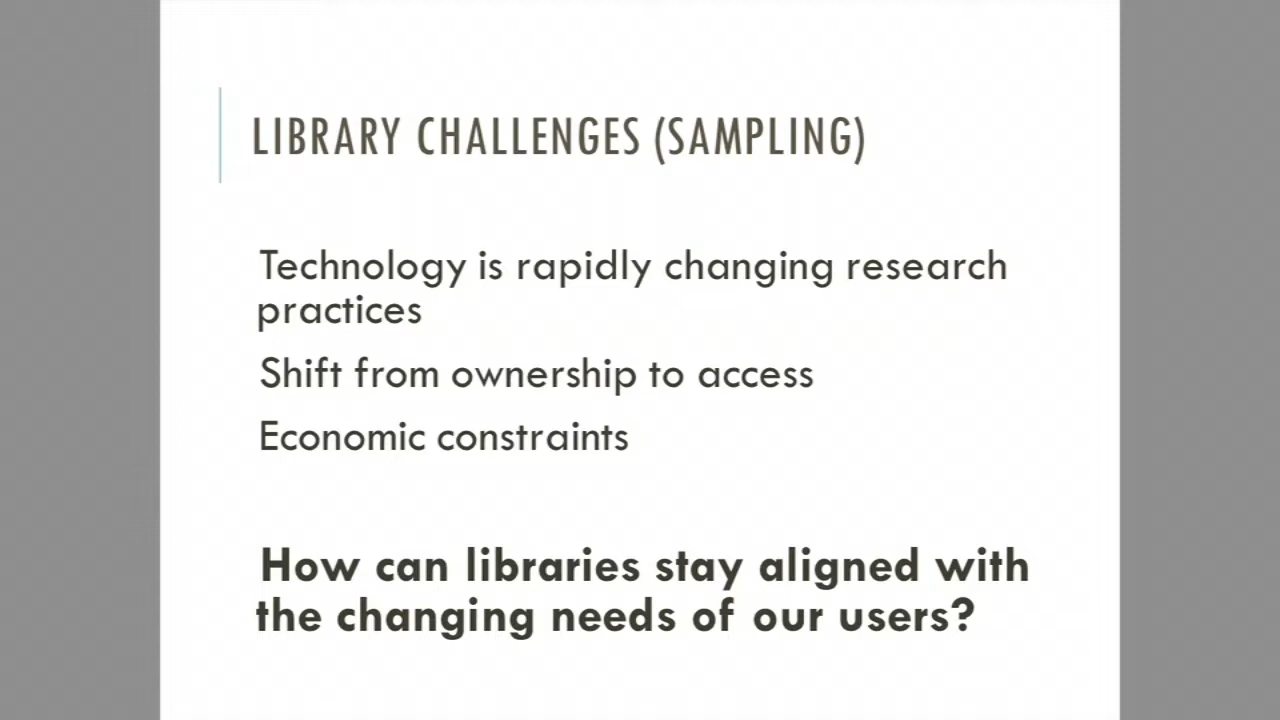 LIBRARY CHALLENGES (SAMPLING)
Technology is rapidly changing research
practices
Shift from ownership to access
Economic constraints
How can libraries stay aligned with
the changing needs of our users?